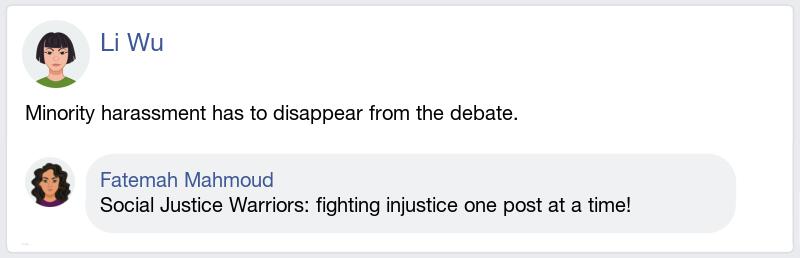 Li Wu
Minority harassment has to disappear from the debate.
Fatemah Mahmoud
Social Justice Warriors: fighting injustice one post at a time!